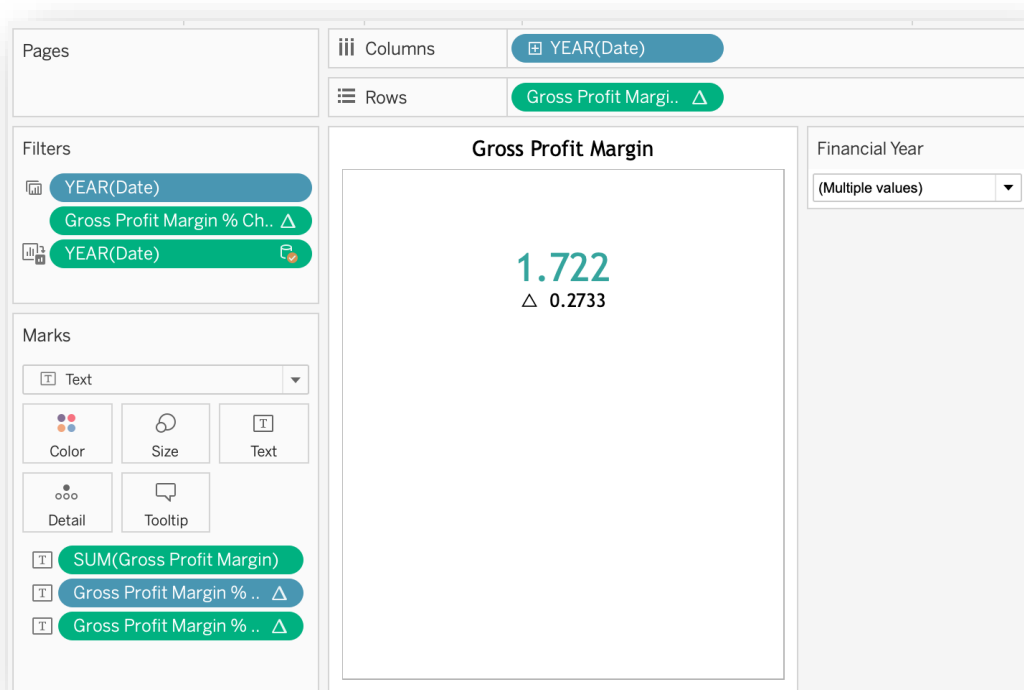 Pages
Columns
YEAR(Date)
Rows
Gross Profit Margi.. Δ
Filters
YEAR(Date)
Gross Profit Margin % Ch.. Δ
YEAR(Date)
Marks
T Text
Color
Size
T
Text
Detail
Tooltip
T SUM(Gross Profit Margin)
T Gross Profit Margin % .. Δ
T Gross Profit Margin % .. Δ
Gross Profit Margin
1.722
△ 0.2733
Financial Year
(Multiple values)